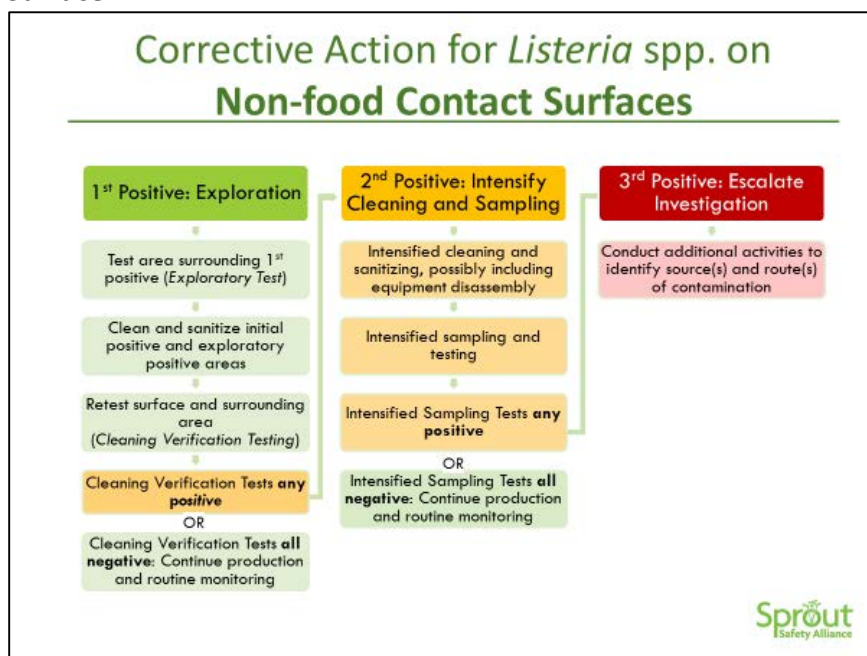 Corrective Action for Listeria spp. on
Non-food Contact Surfaces
1st Positive: Exploration
Test area surrounding 1st
positive (Exploratory Test)
Clean and sanitize initial
positive and exploratory
positive areas
Retest surface and surrounding
area
(Cleaning Verification Testing)
Cleaning Verification Tests any
positive
OR
Cleaning Verification Tests all
negative: Continue production
and routine monitoring
2nd Positive: Intensify
Cleaning and Sampling
Intensified cleaning and
sanitizing, possibly including
equipment disassembly
Intensified sampling and
testing
Intensified Sampling Tests any
positive
OR
Intensified Sampling Tests all
negative: Continue production
and routine monitoring
3rd Positive: Escalate
Investigation
Conduct additional activities to
identify source(s) and route(s)
of contamination
Sprout
Safety Alliance